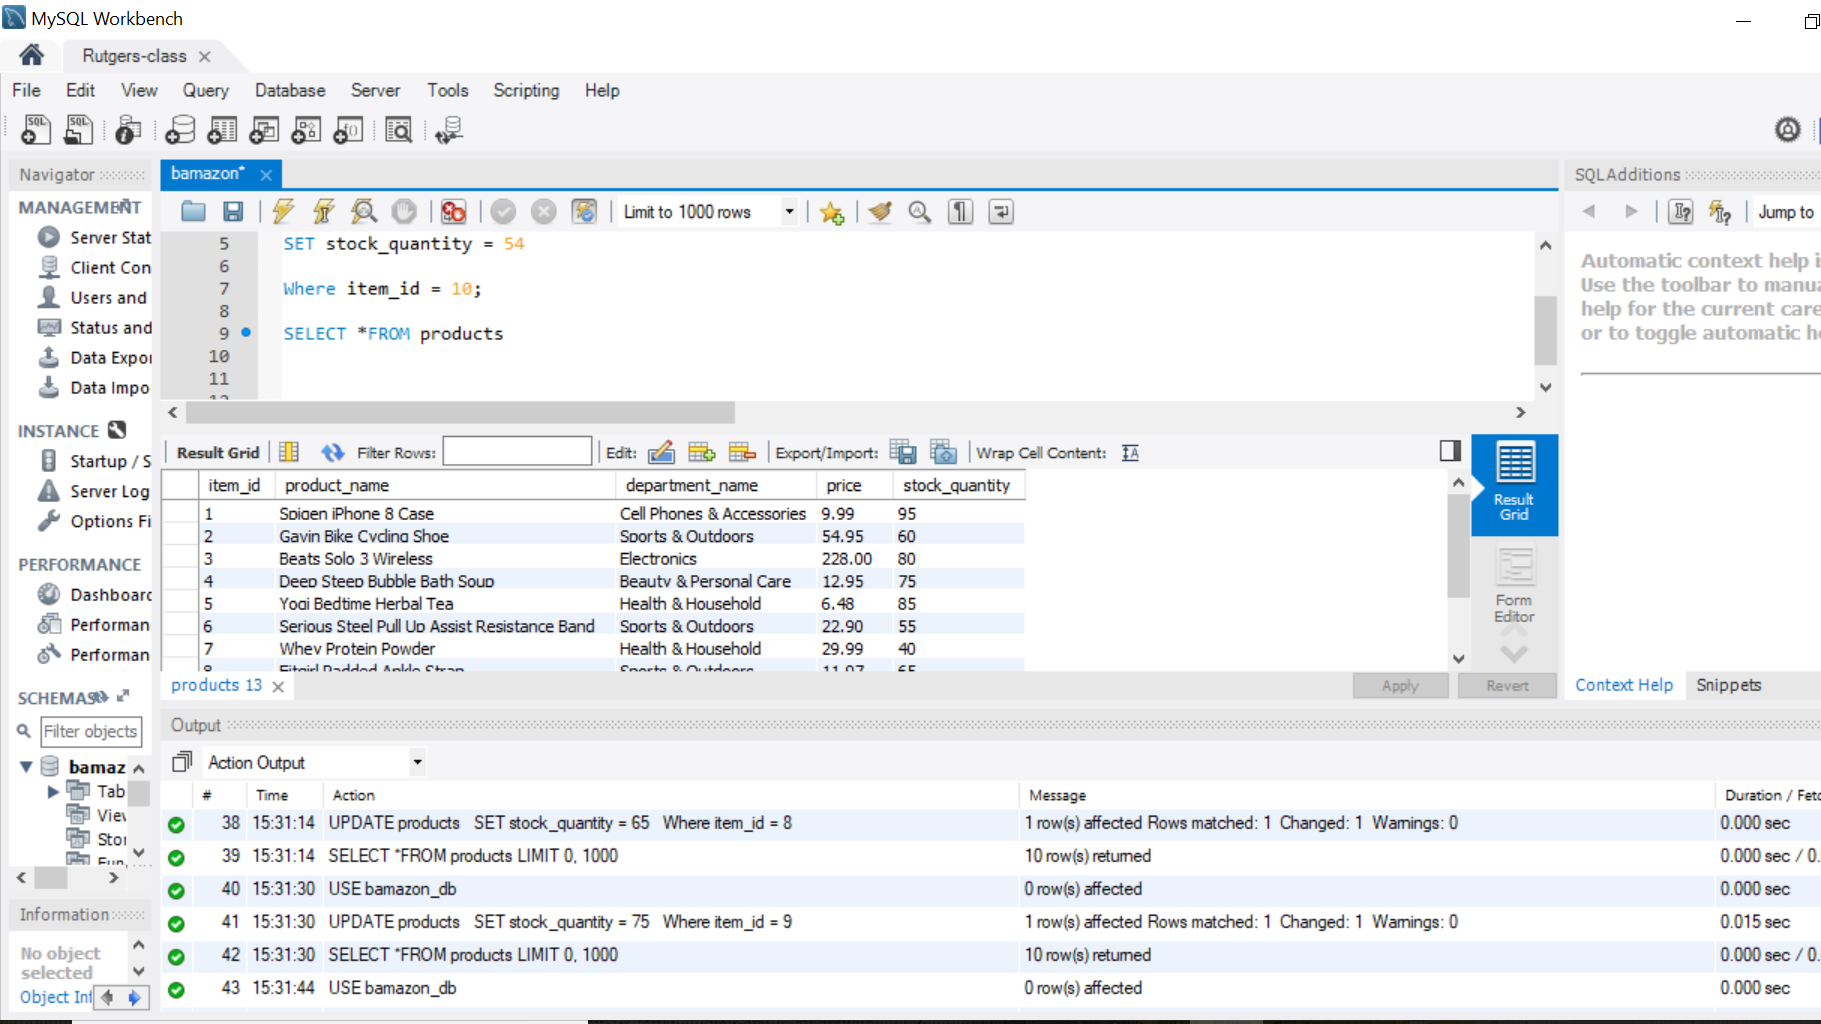 MySQL Workbench
Rutgers-class
File Edit View Query Database Server Tools Scripting Help
Navigator
MANAGEMENT
Server Stat
Client Con
Users and
Status and
Data Expor
Data Impo
INSTANCE
Startup / S
Server Log
Options Fi
PERFORMANCE
Dashboard
Performan
Performan
SCHEMAS
Filter objects
bamaz
Tab
View
Stor
Fun
Information
No object
selected
Object Inf
bamazon*
Limit to 1000 rows
5 SET stock_quantity = 54
6
7 Where item_id = 10;
8
9 SELECT *FROM products
10
11
12
Result Grid Filter Rows: Edit: Export/Import: Wrap Cell Content:
item_id product_name department_name price stock_quantity
1 Spigen iPhone 8 Case Cell Phones & Accessories 9.99 95
2 Gavin Bike Cycling Shoe Sports & Outdoors 54.95 60
3 Beats Solo 3 Wireless Electronics 228.00 80
4 Deep Steep Bubble Bath Soup Beauty & Personal Care 12.95 75
5 Yogi Bedtime Herbal Tea Health & Household 6.48 85
6 Serious Steel Pull Up Assist Resistance Band Sports & Outdoors 22.90 55
7 Whey Protein Powder Health & Household 29.99 40
8 Fitgirl Padded Ankle Strap Sports & Outdoors 11.97 65
Result
Grid
Form
Editor
products 13
Apply Revert
SQLAdditions
Jump to
Automatic context help i
Use the toolbar to manua
help for the current care
or to toggle automatic he
Context Help Snippets
Output
Action Output
# Time Action Message Duration / Fetc
38 15:31:14 UPDATE products SET stock_quantity = 65 Where item_id = 8 1 row(s) affected Rows matched: 1 Changed: 1 Warnings: 0 0.000 sec
39 15:31:14 SELECT *FROM products LIMIT 0, 1000 10 row(s) returned 0.000 sec / 0.
40 15:31:30 USE bamazon_db 0 row(s) affected 0.000 sec
41 15:31:30 UPDATE products SET stock_quantity = 75 Where item_id = 9 1 row(s) affected Rows matched: 1 Changed: 1 Warnings: 0 0.015 sec
42 15:31:30 SELECT *FROM products LIMIT 0, 1000 10 row(s) returned 0.000 sec / 0.
43 15:31:44 USE bamazon_db 0 row(s) affected 0.000 sec